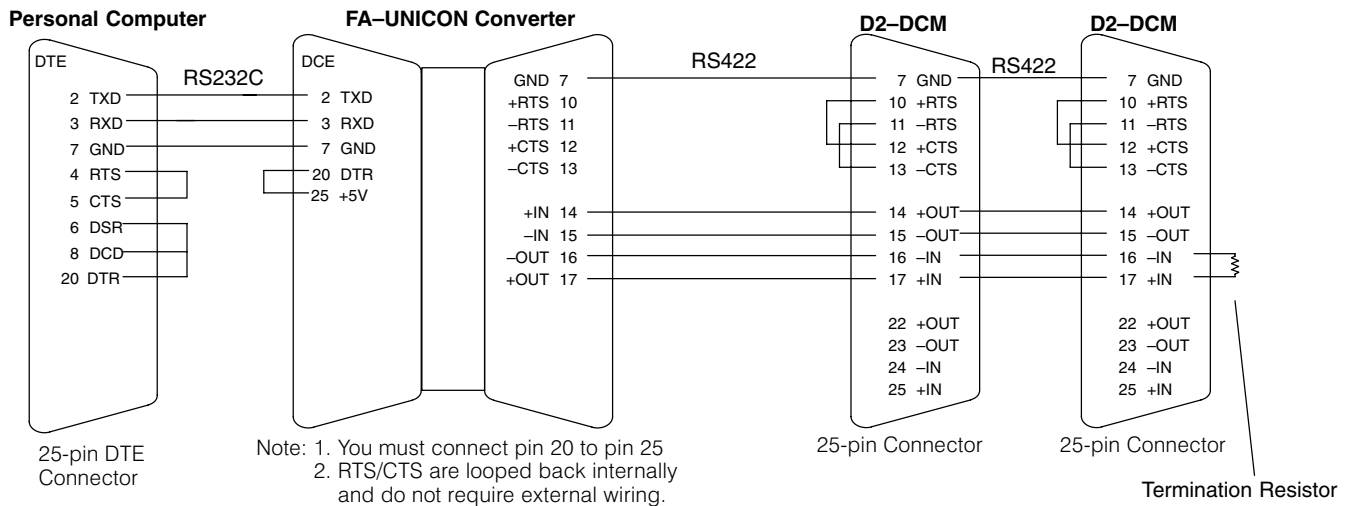 Personal Computer
FA–UNICON Converter
D2–DCM
D2–DCM
DTE
2 TXD
3 RXD
7 GND
4 RTS
5 CTS
6 DSR
8 DCD
20 DTR
25-pin DTE
Connector
RS232C
DCE
2 TXD
3 RXD
7 GND
20 DTR
25 +5V
GND 7
+RTS 10
–RTS 11
+CTS 12
–CTS 13
+IN 14
–IN 15
–OUT 16
+OUT 17
Note: 1. You must connect pin 20 to pin 25
2. RTS/CTS are looped back internally
and do not require external wiring.
RS422
7 GND
10 +RTS
11 –RTS
12 +CTS
13 –CTS
14 +OUT
15 –OUT
16 –IN
17 +IN
22 +OUT
23 –OUT
24 –IN
25 +IN
25-pin Connector
RS422
7 GND
10 +RTS
11 –RTS
12 +CTS
13 –CTS
14 +OUT
15 –OUT
16 –IN
17 +IN
22 +OUT
23 –OUT
24 –IN
25 +IN
25-pin Connector
Termination Resistor